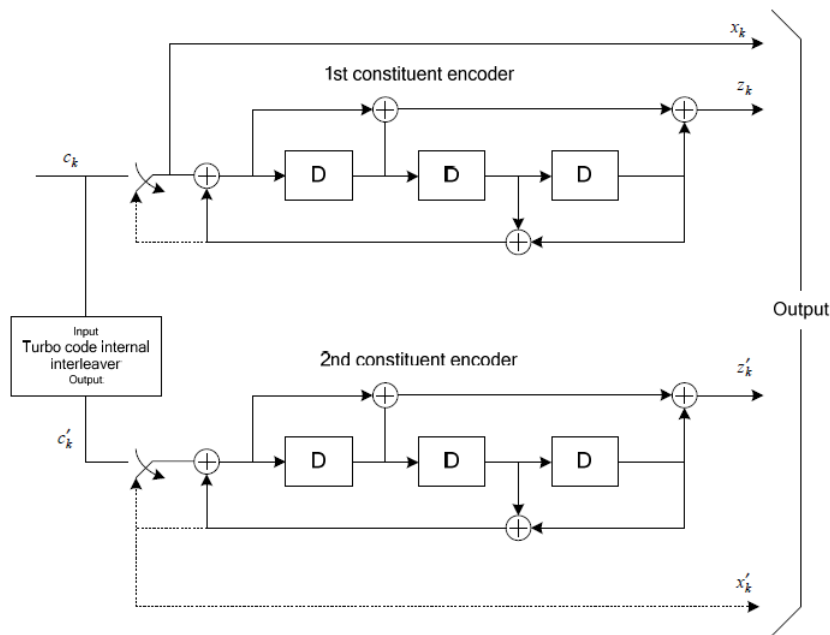 x_k
1st constituent encoder
z_k
c_k
D D D
Output
Input
Turbo code internal
interleaver
Output
2nd constituent encoder
z′_k
c′_k
D D D
x′_k